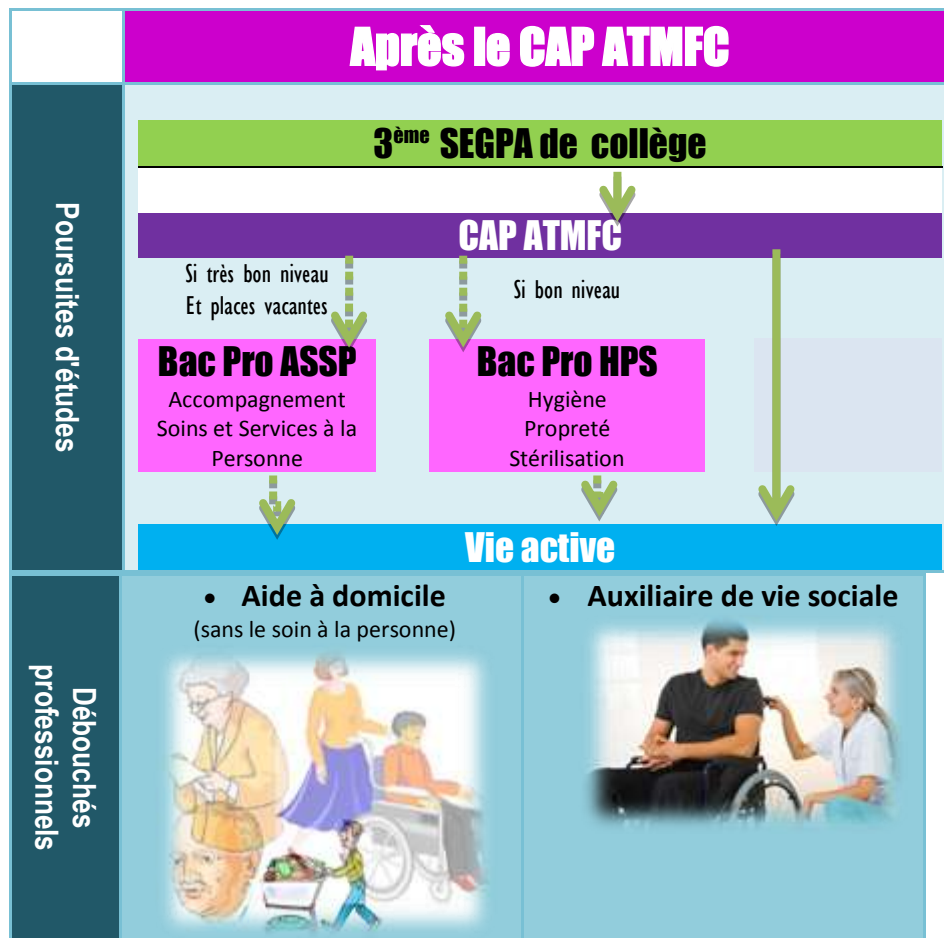 Après le CAP ATMFC
Poursuites d'études
3ème SEGPA de collège
CAP ATMFC
Si très bon niveau
Et places vacantes
Si bon niveau
Bac Pro ASSP
Accompagnement
Soins et Services à la
Personne
Bac Pro HPS
Hygiène
Propreté
Stérilisation
Vie active
Débouchés
professionnels
• Aide à domicile
(sans le soin à la personne)
• Auxiliaire de vie sociale